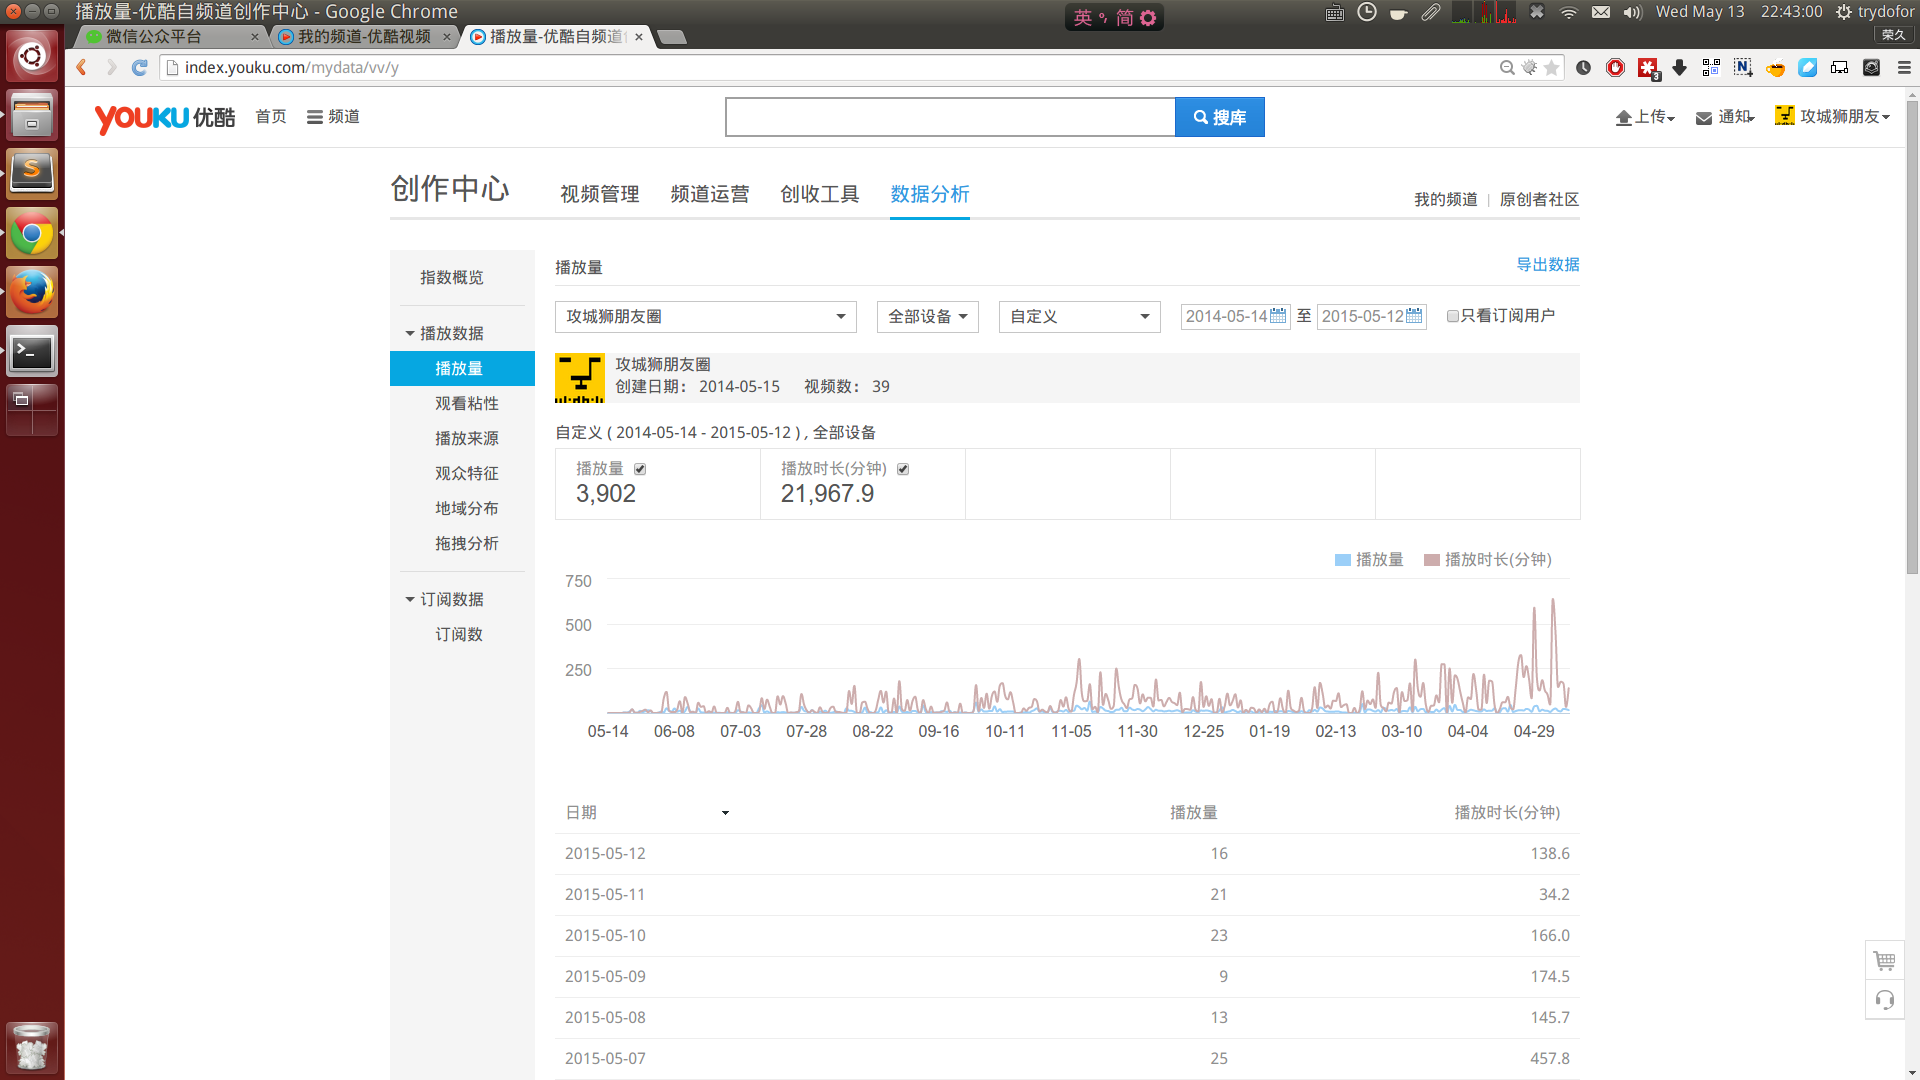 播放量-优酷自频道创作中心 - Google Chrome
英 简
Wed May 13 22:43:00 trydofor
荣久
微信公众平台 ×
我的频道-优酷视频 ×
播放量-优酷自频道 ×
index.youku.com/mydata/vv/y
3
N
YOUKU 优酷 首页 频道
搜库
上传 通知 攻城狮朋友
创作中心 视频管理 频道运营 创收工具 数据分析
我的频道 | 原创者社区
指数概览
播放数据
播放量
观看粘性
播放来源
观众特征
地域分布
拖拽分析
订阅数据
订阅数
播放量 导出数据
攻城狮朋友圈 全部设备 自定义 2014-05-14 至 2015-05-12 只看订阅用户
攻城狮朋友圈
创建日期: 2014-05-15 视频数: 39
自定义 ( 2014-05-14 - 2015-05-12 ) , 全部设备
播放量 播放时长(分钟)
3,902 21,967.9
播放量 播放时长(分钟)
750
500
250
05-14 06-08 07-03 07-28 08-22 09-16 10-11 11-05 11-30 12-25 01-19 02-13 03-10 04-04 04-29
日期 播放量 播放时长(分钟)
2015-05-12 16 138.6
2015-05-11 21 34.2
2015-05-10 23 166.0
2015-05-09 9 174.5
2015-05-08 13 145.7
2015-05-07 25 457.8